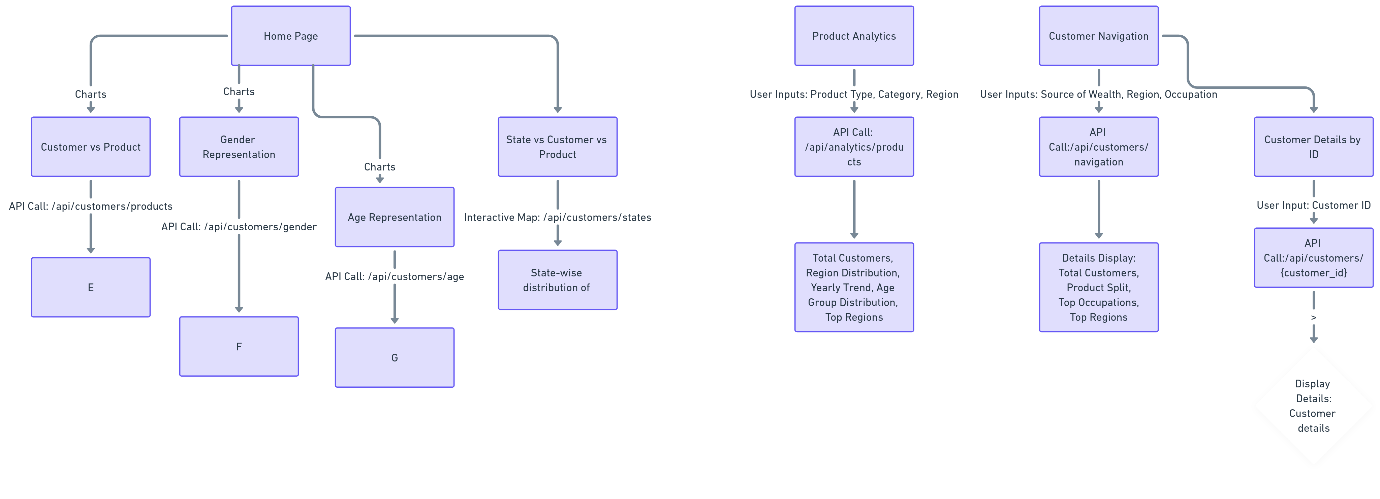 Home Page
Product Analytics
Customer Navigation
Charts
Charts
User Inputs: Product Type, Category, Region
User Inputs: Source of Wealth, Region, Occupation
Customer vs Product
Gender
Representation
Charts
State vs Customer vs
Product
API Call:
/api/analytics/produ
cts
API
Call:/api/customers/
navigation
Customer Details by
ID
API Call: /api/customers/products
API Call: /api/customers/gender
Age Representation
Interactive Map: /api/customers/states
User Input: Customer ID
E
API Call: /api/customers/age
State-wise
distribution of
Total Customers,
Region Distribution,
Yearly Trend, Age
Group Distribution,
Top Regions
Details Display:
Total Customers,
Product Split,
Top Occupations,
Top Regions
API
Call:/api/customers/
{customer_id}
>
F
G
Display
Details:
Customer
details